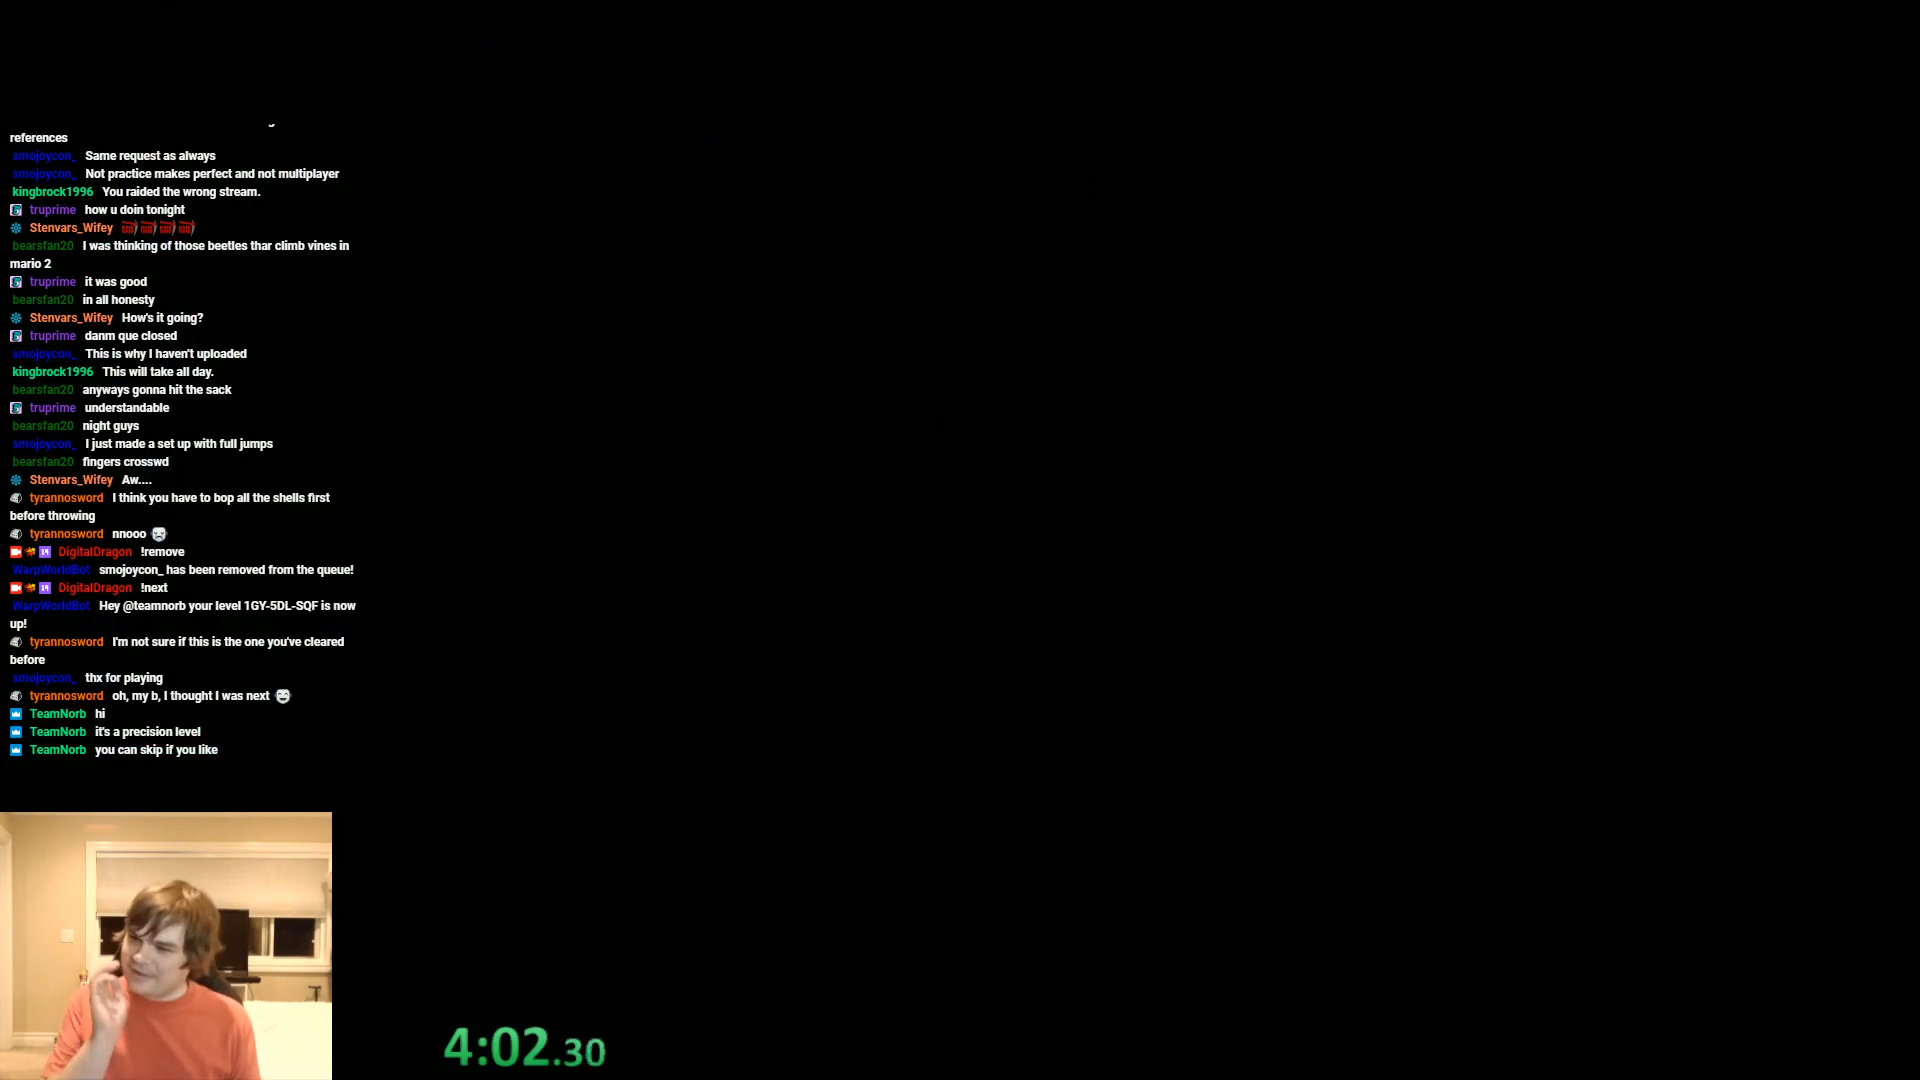 references
smojoycon_ Same request as always
smojoycon_ Not practice makes perfect and not multiplayer
kingbrock1996 You raided the wrong stream.
truprime how u doin tonight
Stenvars_Wifey
bearsfan20 I was thinking of those beetles thar climb vines in
mario 2
truprime it was good
bearsfan20 in all honesty
Stenvars_Wifey How's it going?
truprime danm que closed
smojoycon_ This is why I haven't uploaded
kingbrock1996 This will take all day.
bearsfan20 anyways gonna hit the sack
truprime understandable
bearsfan20 night guys
smojoycon_ I just made a set up with full jumps
bearsfan20 fingers crosswd
Stenvars_Wifey Aw....
tyrannosword I think you have to bop all the shells first
before throwing
tyrannosword nnooo
DigitalDragon !remove
WarpWorldBot smojoycon_ has been removed from the queue!
DigitalDragon !next
WarpWorldBot Hey @teamnorb your level 1GY-5DL-SQF is now
up!
tyrannosword I'm not sure if this is the one you've cleared
before
smojoycon_ thx for playing
tyrannosword oh, my b, I thought I was next
TeamNorb hi
TeamNorb it's a precision level
TeamNorb you can skip if you like
4:02.30